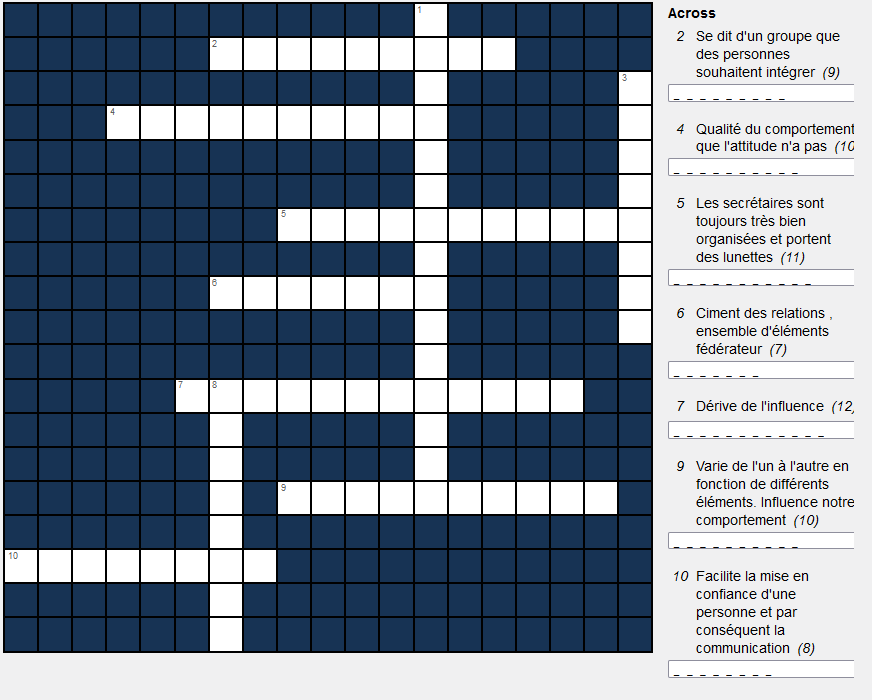 1
2
3
4
5
6
7 8
9
10
Across
2 Se dit d'un groupe que
des personnes
souhaitent intégrer (9)
_ _ _ _ _ _ _ _ _
4 Qualité du comportement
que l'attitude n'a pas (10
_ _ _ _ _ _ _ _ _ _
5 Les secrétaires sont
toujours très bien
organisées et portent
des lunettes (11)
_ _ _ _ _ _ _ _ _ _ _
6 Ciment des relations ,
ensemble d'éléments
fédérateur (7)
_ _ _ _ _ _ _
7 Dérive de l'influence (12)
_ _ _ _ _ _ _ _ _ _ _ _
9 Varie de l'un à l'autre en
fonction de différents
éléments. Influence notre
comportement (10)
_ _ _ _ _ _ _ _ _ _
10 Facilite la mise en
confiance d'une
personne et par
conséquent la
communication (8)
_ _ _ _ _ _ _ _